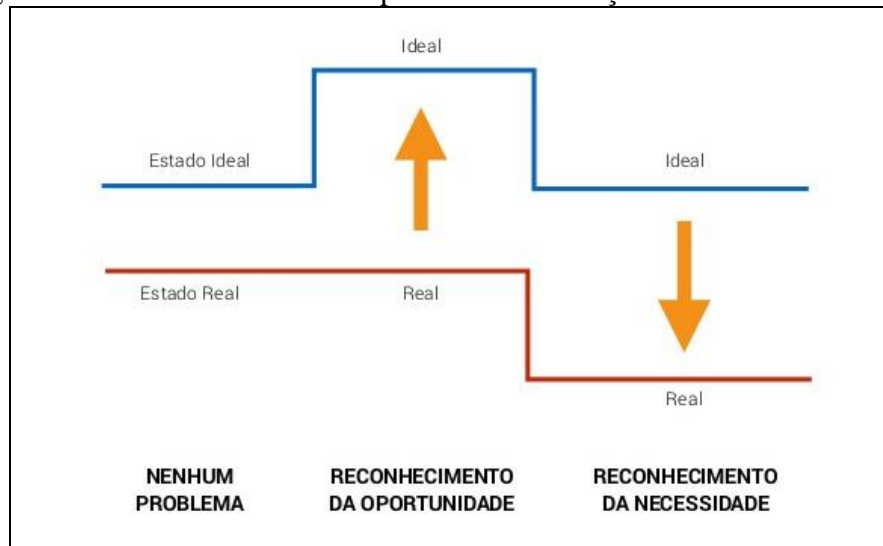 Ideal
Estado Ideal
Ideal
Estado Real
Real
Real
NENHUM
PROBLEMA
RECONHECIMENTO
DA OPORTUNIDADE
RECONHECIMENTO
DA NECESSIDADE